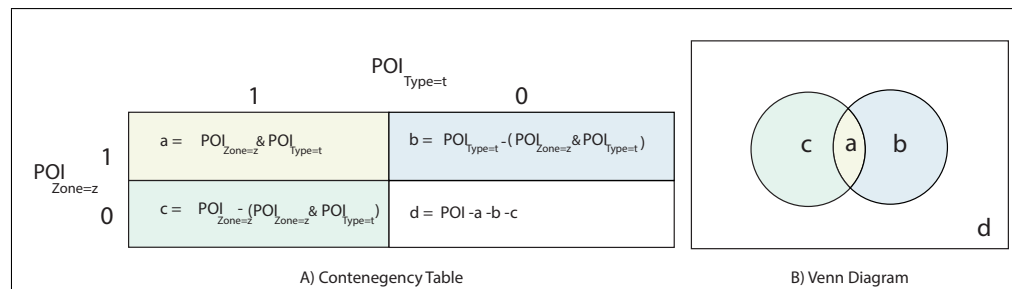 POI Type=t
1 0
POI Zone=z
1
a = POI Zone=z & POI Type=t
b = POI Type=t - ( POI Zone=z & POI Type=t )
0
c = POI Zone=z - (POI Zone=z & POI Type=t )
d = POI -a -b -c
A) Contenegency Table
c a b
d
B) Venn Diagram